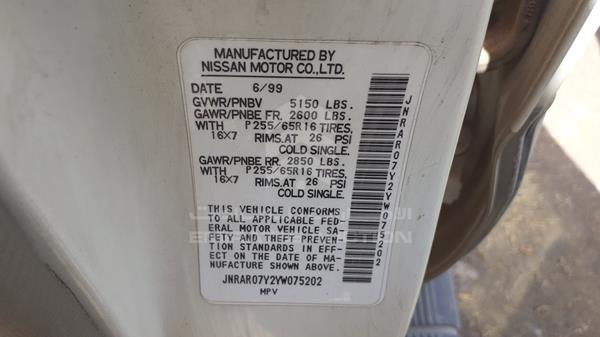 MANUFACTURED BY
NISSAN MOTOR CO.,LTD.
DATE 6/99
GVWR/PNBV 5150 LBS.
GAWR/PNBE FR. 2600 LBS.
WITH P255/65R16 TIRES,
16X7 RIMS.AT 26 PSI
COLD SINGLE.
GAWR/PNBE RR. 2850 LBS.
WITH P255/65R16 TIRES,
16X7 RIMS.AT 26 PSI
COLD SINGLE.
THIS VEHICLE CONFORMS
TO ALL APPLICABLE FED-
ERAL MOTOR VEHICLE SA-
FETY AND THEFT PREVEN-
TION STANDARDS IN EFF-
ECT ON THE DATE OF MA-
NUFACTURE SHOWN ABOVE.
JNRAR07Y2YW075202
MPV
JNRAR07Y2YW075202